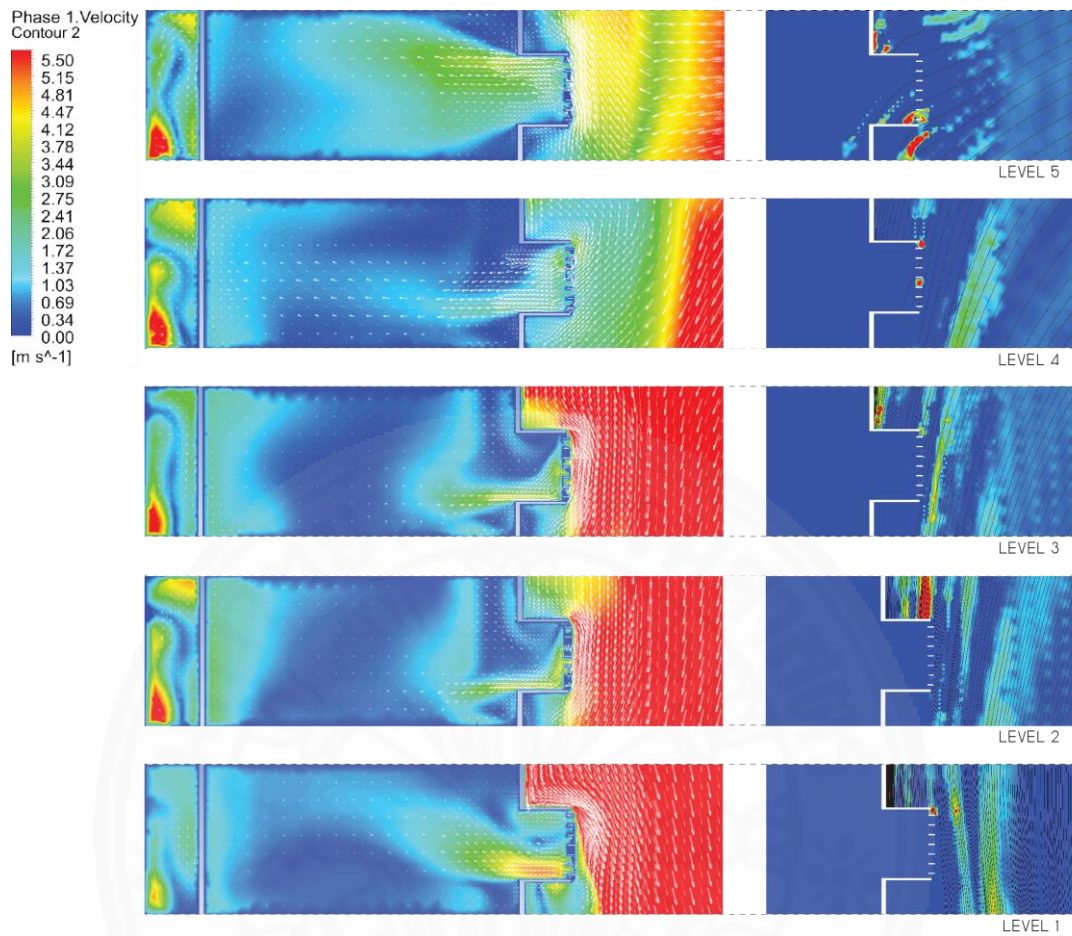 Phase 1.Velocity
Contour 2
5.50
5.15
4.81
4.47
4.12
3.78
3.44
3.09
2.75
2.41
2.06
1.72
1.37
1.03
0.69
0.34
0.00
[m s^-1]
LEVEL 5
LEVEL 4
LEVEL 3
LEVEL 2
LEVEL 1